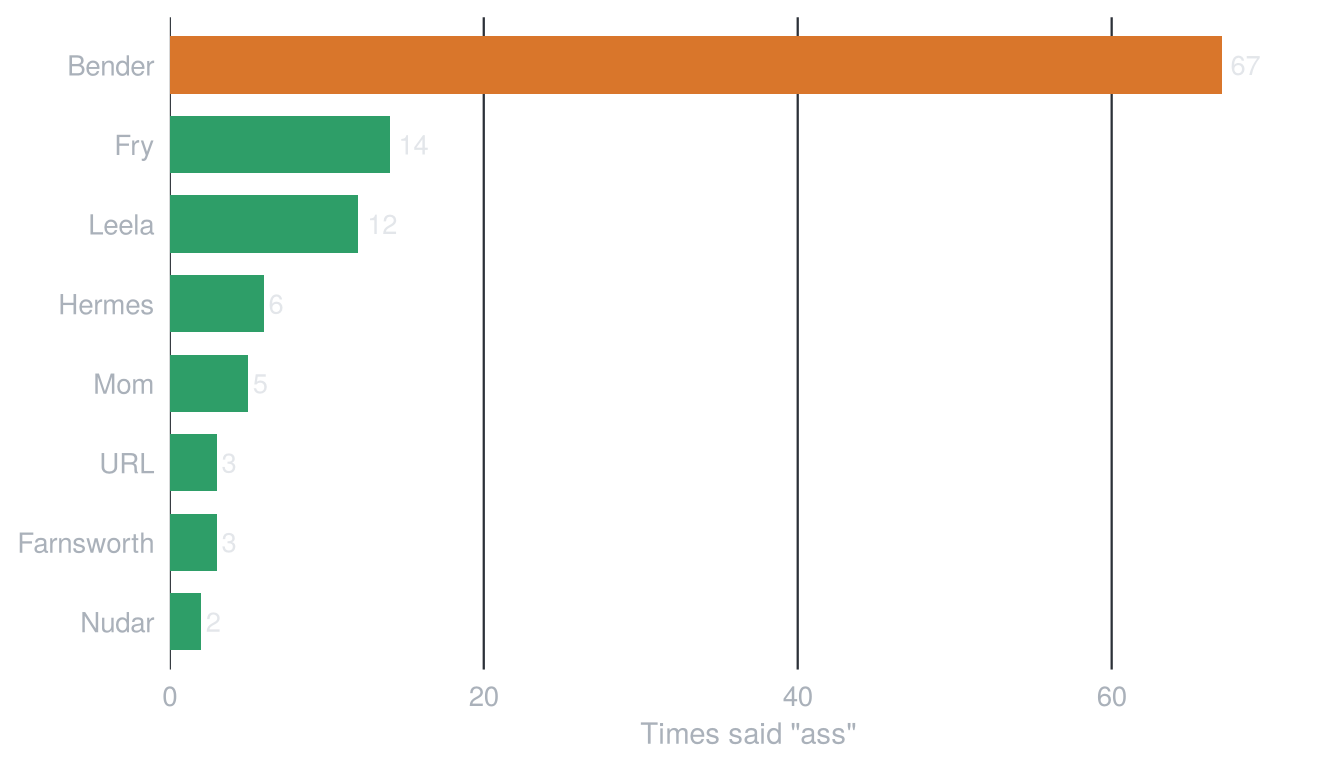 Bender 67
Fry 14
Leela 12
Hermes 6
Mom 5
URL 3
Farnsworth 3
Nudar 2
0 20 40 60
Times said "ass"